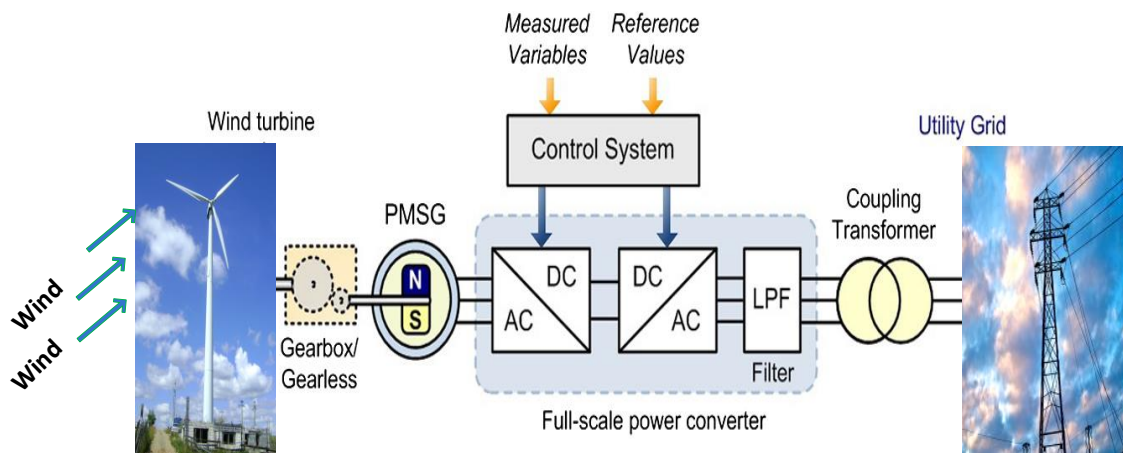 Measured
Variables
Reference
Values
Wind turbine
Control System
Utility Grid
PMSG
Coupling
Transformer
Wind
Wind
N
S
DC
AC
DC
AC
LPF
Gearbox/
Gearless
Filter
Full-scale power converter